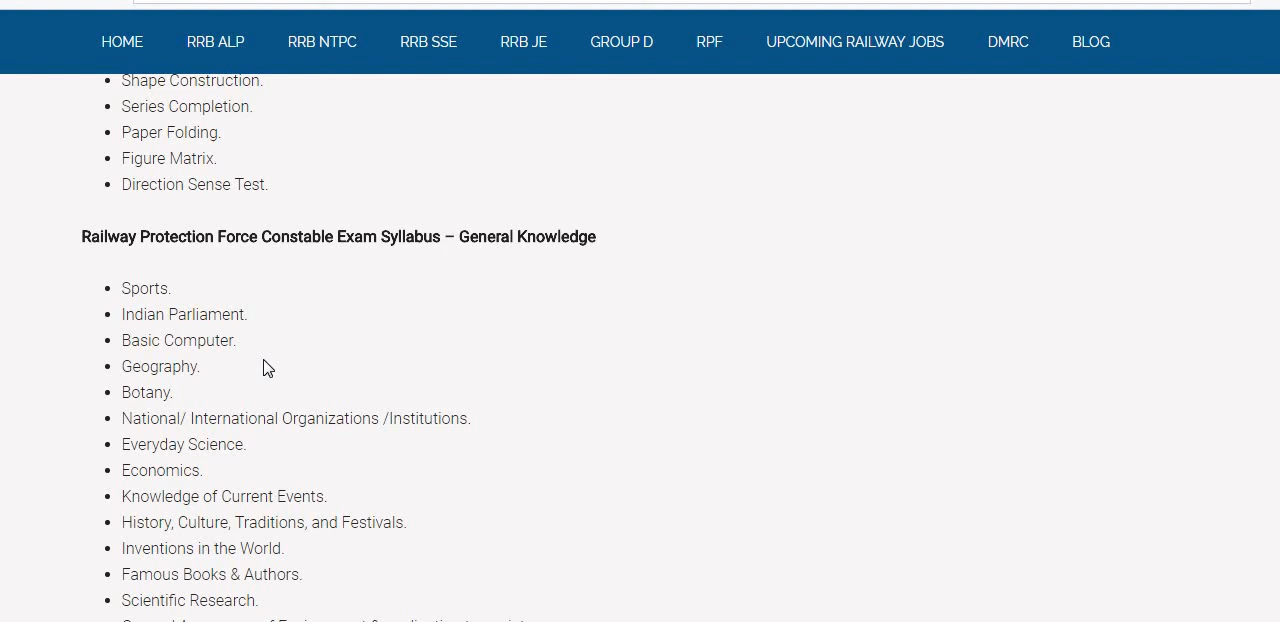 HOME RRB ALP RRB NTPC RRB SSE RRB JE GROUP D RPF UPCOMING RAILWAY JOBS DMRC BLOG
Shape Construction.
Series Completion.
Paper Folding.
Figure Matrix.
Direction Sense Test.
Railway Protection Force Constable Exam Syllabus – General Knowledge
Sports.
Indian Parliament.
Basic Computer.
Geography.
Botany.
National/ International Organizations /Institutions.
Everyday Science.
Economics.
Knowledge of Current Events.
History, Culture, Traditions, and Festivals.
Inventions in the World.
Famous Books & Authors.
Scientific Research.